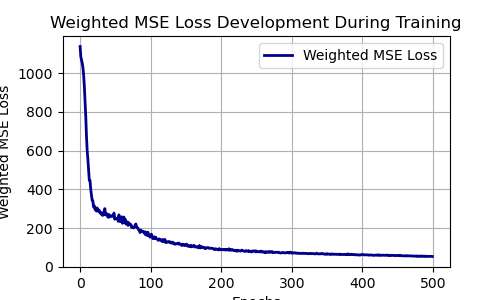 Weighted MSE Loss Development During Training
Weighted MSE Loss
Weighted MSE Loss
1000
800
600
400
200
0
0 100 200 300 400 500
Epochs